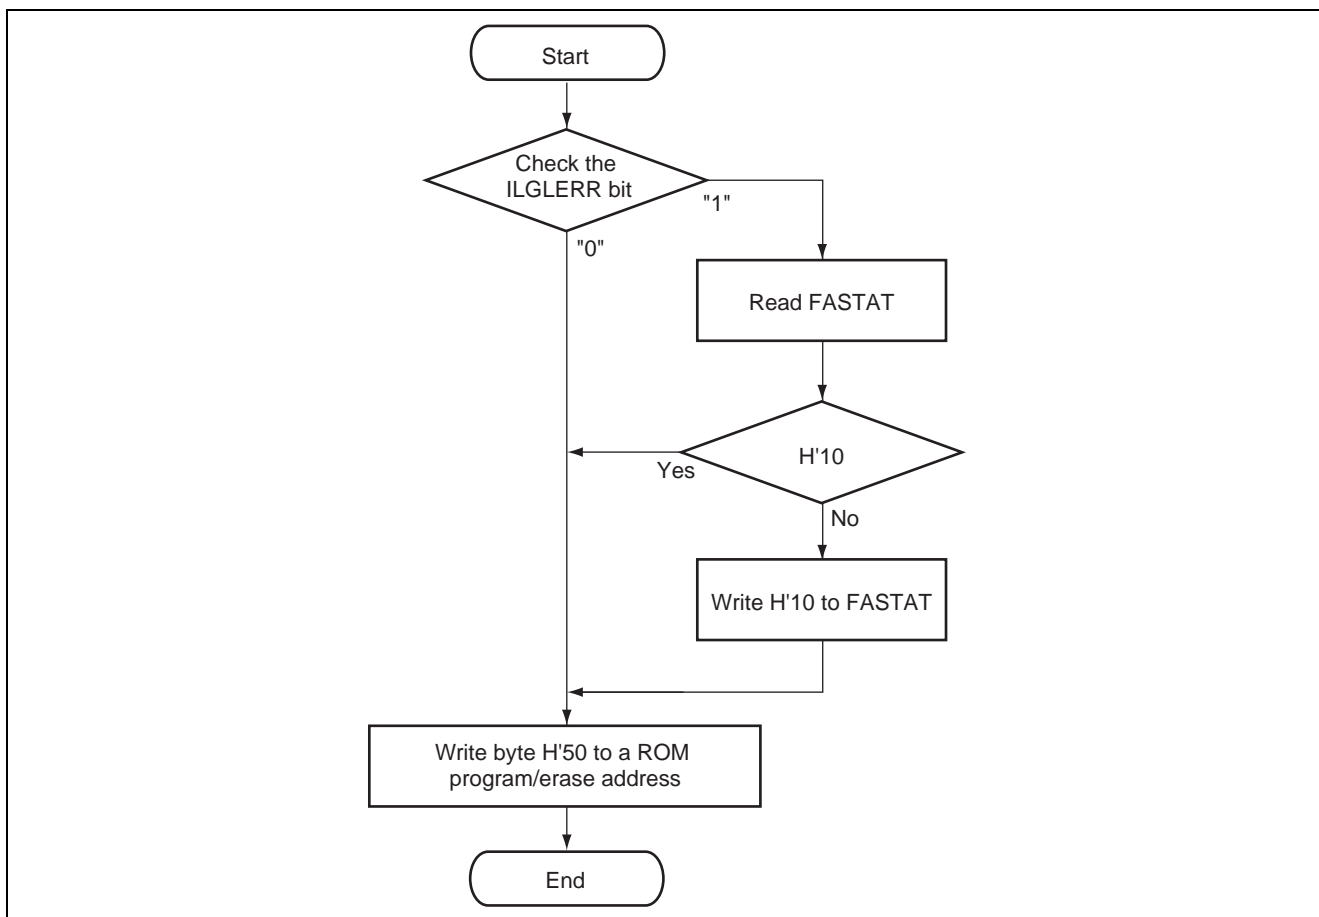 Start
Check the
ILGLERR bit
"1"
"0"
Read FASTAT
H'10
Yes
No
Write H'10 to FASTAT
Write byte H'50 to a ROM
program/erase address
End